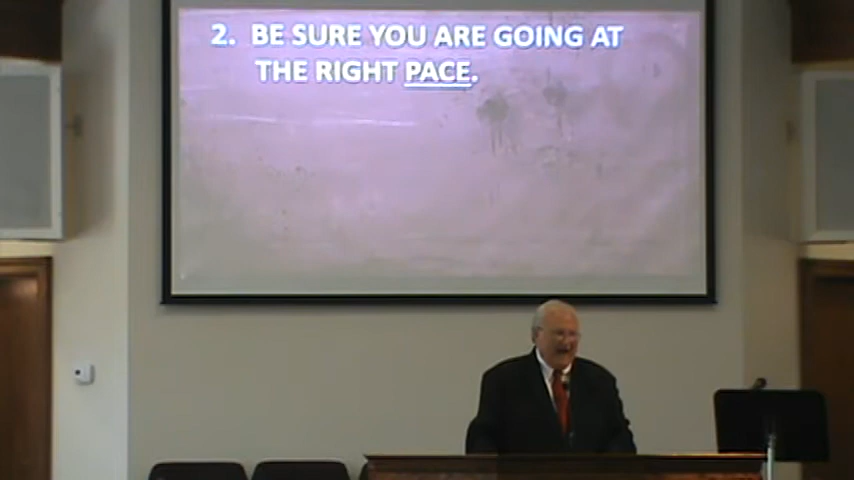 2. BE SURE YOU ARE GOING AT
THE RIGHT PACE.